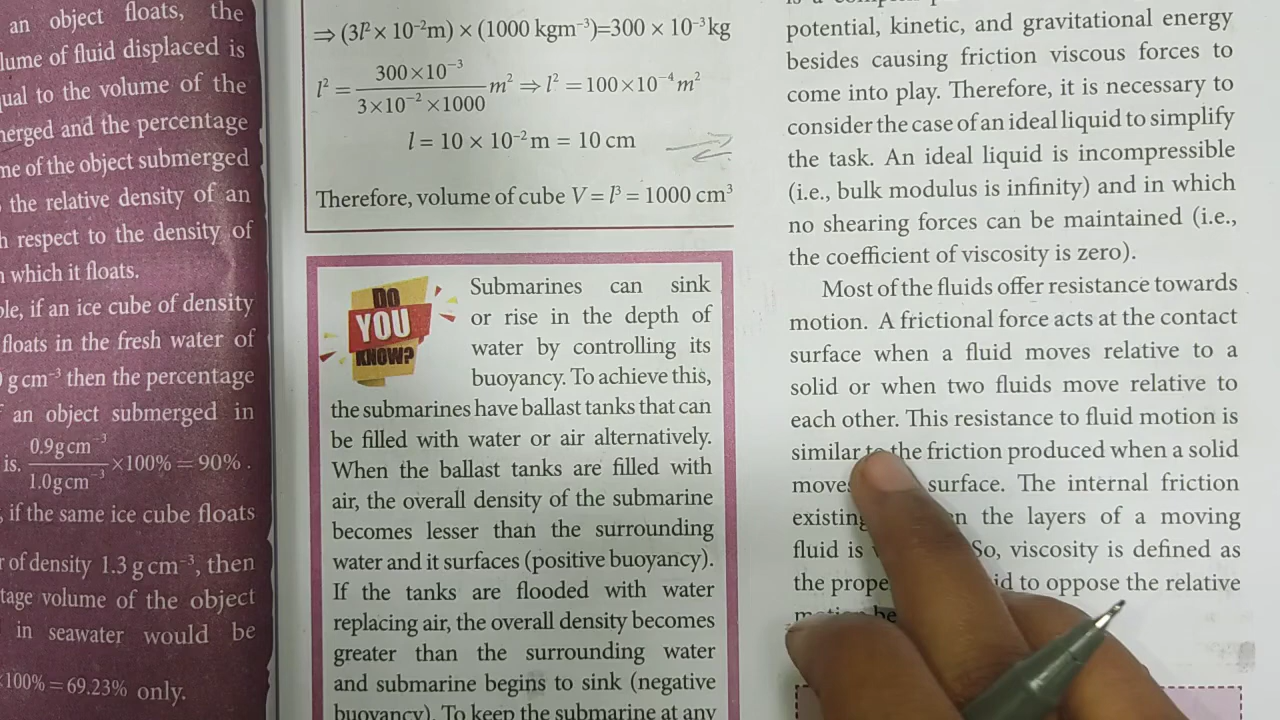 an object floats, the
lume of fluid displaced is
ual to the volume of the
merged and the percentage
me of the object submerged
the relative density of an
h respect to the density of
which it floats.
ple, if an ice cube of density
floats in the fresh water of
g cm⁻³ then the percentage
an object submerged in
is. 0.9g cm⁻³ / 1.0g cm⁻³ ×100% = 90%.
, if the same ice cube floats
r of density 1.3 g cm⁻³, then
tage volume of the object
in seawater would be
×100% = 69.23% only.
⇒ (3l² × 10⁻²m) × (1000 kgm⁻³)=300 × 10⁻³kg
l² = 300×10⁻³ / 3×10⁻² ×1000 m² ⇒ l² = 100×10⁻⁴ m²
l = 10 × 10⁻² m = 10 cm
Therefore, volume of cube V = l³ = 1000 cm³
DO
YOU
KNOW?
Submarines can sink
or rise in the depth of
water by controlling its
buoyancy. To achieve this,
the submarines have ballast tanks that can
be filled with water or air alternatively.
When the ballast tanks are filled with
air, the overall density of the submarine
becomes lesser than the surrounding
water and it surfaces (positive buoyancy).
If the tanks are flooded with water
replacing air, the overall density becomes
greater than the surrounding water
and submarine begins to sink (negative
buoyancy). To keep the submarine at any
potential, kinetic, and gravitational energy
besides causing friction viscous forces to
come into play. Therefore, it is necessary to
consider the case of an ideal liquid to simplify
the task. An ideal liquid is incompressible
(i.e., bulk modulus is infinity) and in which
no shearing forces can be maintained (i.e.,
the coefficient of viscosity is zero).
Most of the fluids offer resistance towards
motion. A frictional force acts at the contact
surface when a fluid moves relative to a
solid or when two fluids move relative to
each other. This resistance to fluid motion is
similar to the friction produced when a solid
moves surface. The internal friction
existing the layers of a moving
fluid is So, viscosity is defined as
the prope id to oppose the relative
motion be